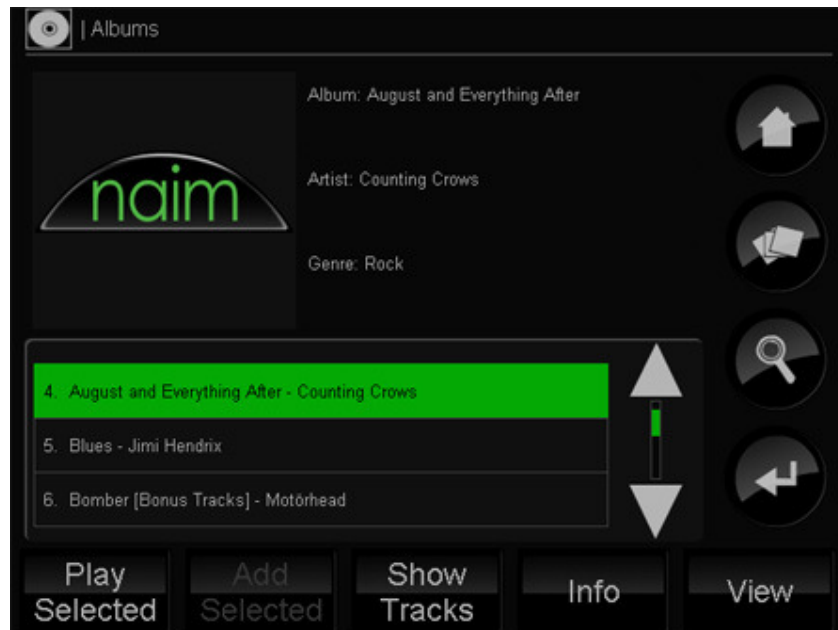 | Albums
Album: August and Everything After
naim
Artist: Counting Crows
Genre: Rock
4. August and Everything After - Counting Crows
5. Blues - Jimi Hendrix
6. Bomber [Bonus Tracks] - Motörhead
Play Selected
Add Selected
Show Tracks
Info
View